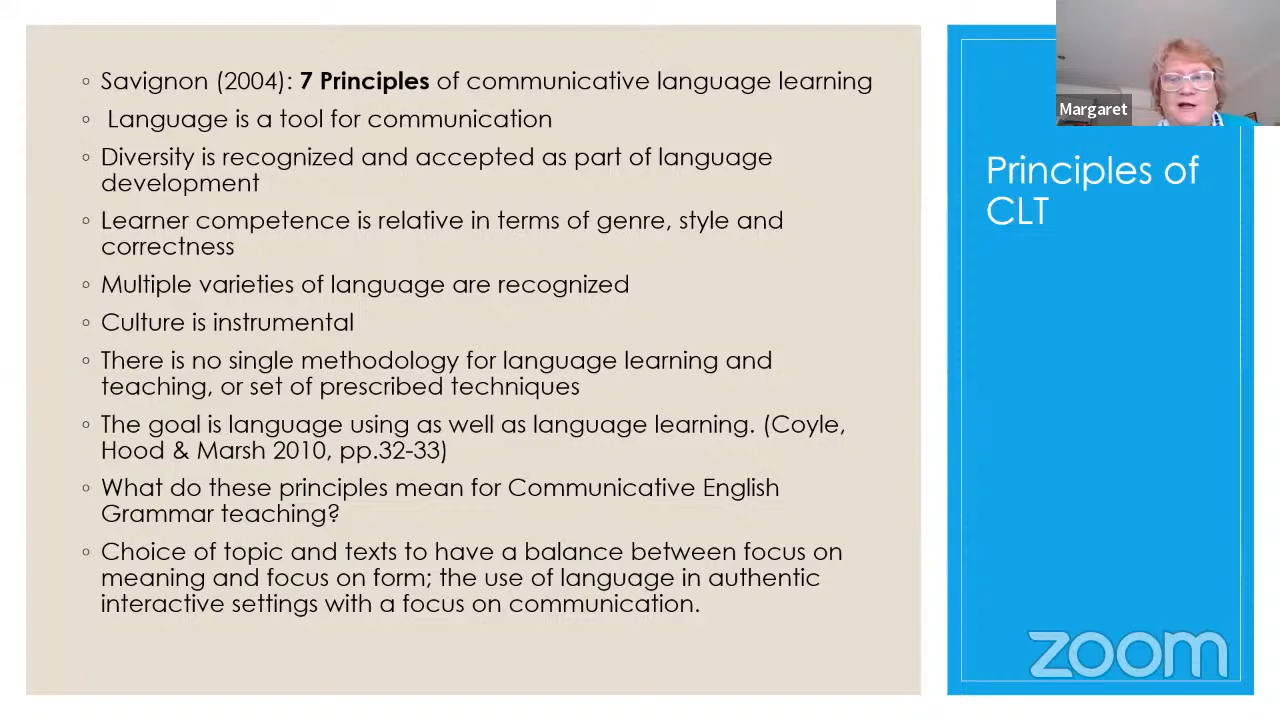 ◦ Savignon (2004): 7 Principles of communicative language learning
◦ Language is a tool for communication
◦ Diversity is recognized and accepted as part of language
development
◦ Learner competence is relative in terms of genre, style and
correctness
◦ Multiple varieties of language are recognized
◦ Culture is instrumental
◦ There is no single methodology for language learning and
teaching, or set of prescribed techniques
◦ The goal is language using as well as language learning. (Coyle,
Hood & Marsh 2010, pp.32-33)
◦ What do these principles mean for Communicative English
Grammar teaching?
◦ Choice of topic and texts to have a balance between focus on
meaning and focus on form; the use of language in authentic
interactive settings with a focus on communication.
Margaret
Principles of
CLT
zoom